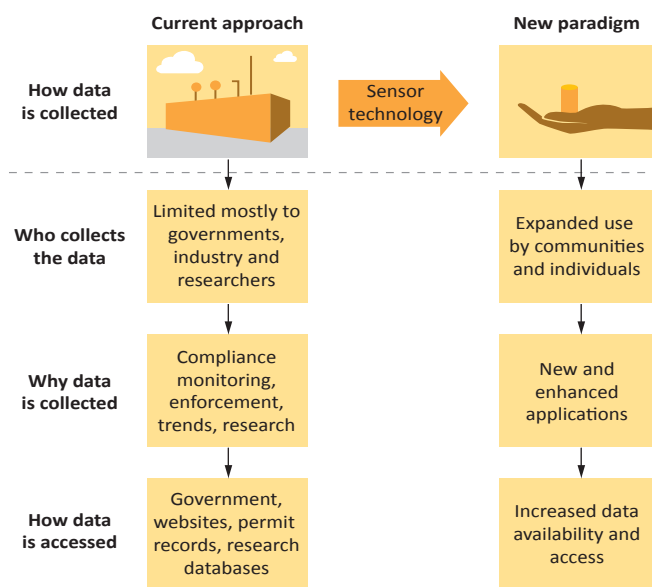 Current approach
New paradigm
How data
is collected
Sensor
technology
Who collects
the data
Limited mostly to
governments,
industry and
researchers
Expanded use
by communities
and individuals
Why data
is collected
Compliance
monitoring,
enforcement,
trends, research
New and
enhanced
applications
How data
is accessed
Government,
websites, permit
records, research
databases
Increased data
availability and
access